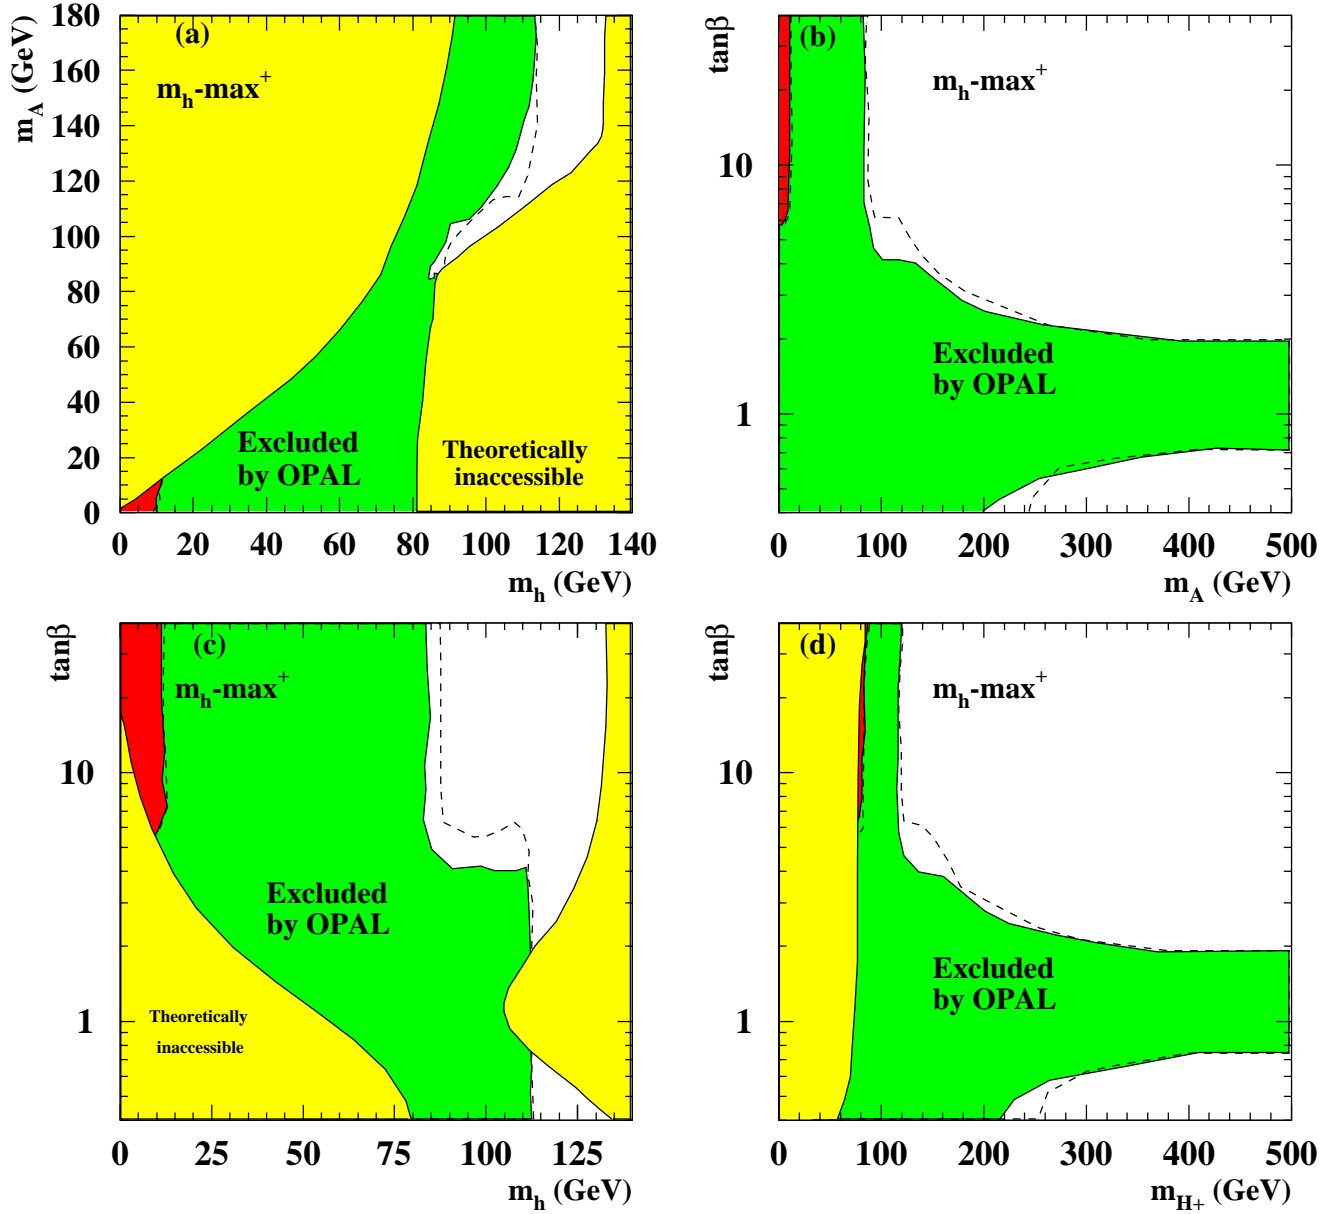 (a)
m_h-max^+
Excluded
by OPAL
Theoretically
inaccessible
m_A (GeV)
180
160
140
120
100
80
60
40
20
0
0 20 40 60 80 100 120 140
m_h (GeV)
(b)
m_h-max^+
Excluded
by OPAL
tanβ
10
1
0 100 200 300 400 500
m_A (GeV)
(c)
m_h-max^+
Excluded
by OPAL
Theoretically
inaccessible
tanβ
10
1
0 25 50 75 100 125
m_h (GeV)
(d)
m_h-max^+
Excluded
by OPAL
tanβ
10
1
0 100 200 300 400 500
m_H+ (GeV)